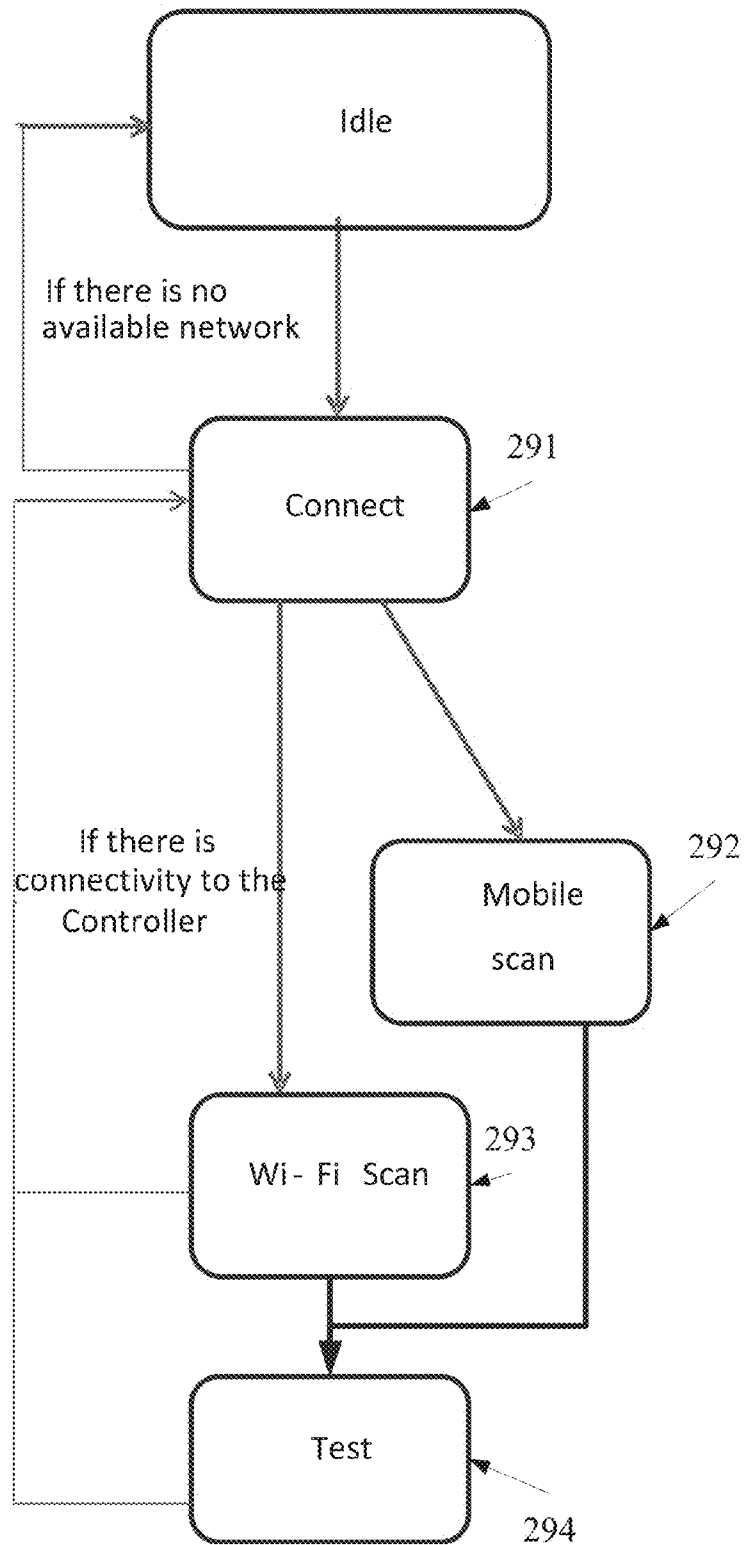 Idle
If there is no
available network
291
Connect
If there is
connectivity to the
Controller
292
Mobile
scan
293
Wi- Fi Scan
Test
294